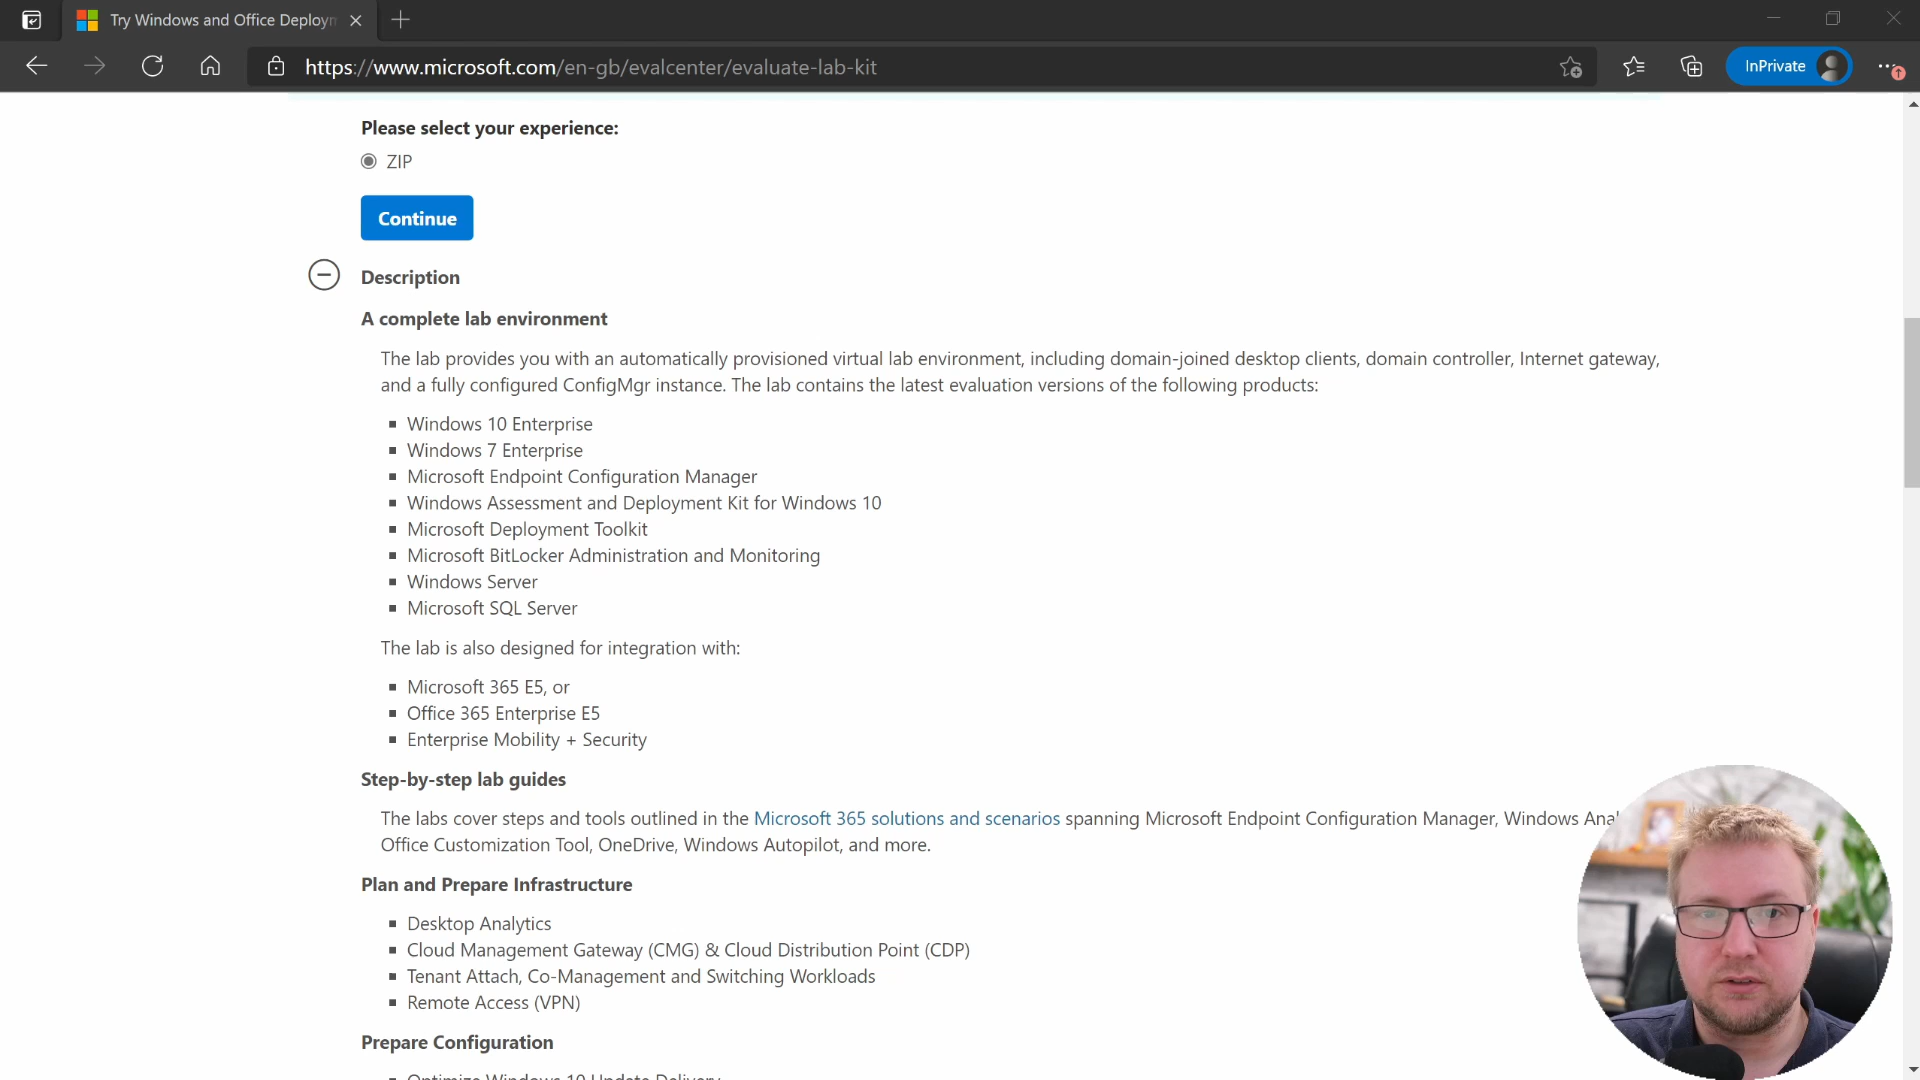 Try Windows and Office Deploym
https://www.microsoft.com/en-gb/evalcenter/evaluate-lab-kit
InPrivate
Please select your experience:
ZIP
Continue
Description
A complete lab environment
The lab provides you with an automatically provisioned virtual lab environment, including domain-joined desktop clients, domain controller, Internet gateway,
and a fully configured ConfigMgr instance. The lab contains the latest evaluation versions of the following products:
Windows 10 Enterprise
Windows 7 Enterprise
Microsoft Endpoint Configuration Manager
Windows Assessment and Deployment Kit for Windows 10
Microsoft Deployment Toolkit
Microsoft BitLocker Administration and Monitoring
Windows Server
Microsoft SQL Server
The lab is also designed for integration with:
Microsoft 365 E5, or
Office 365 Enterprise E5
Enterprise Mobility + Security
Step-by-step lab guides
The labs cover steps and tools outlined in the Microsoft 365 solutions and scenarios spanning Microsoft Endpoint Configuration Manager, Windows Anal
Office Customization Tool, OneDrive, Windows Autopilot, and more.
Plan and Prepare Infrastructure
Desktop Analytics
Cloud Management Gateway (CMG) & Cloud Distribution Point (CDP)
Tenant Attach, Co-Management and Switching Workloads
Remote Access (VPN)
Prepare Configuration
Optimize Windows 10 Update Delivery